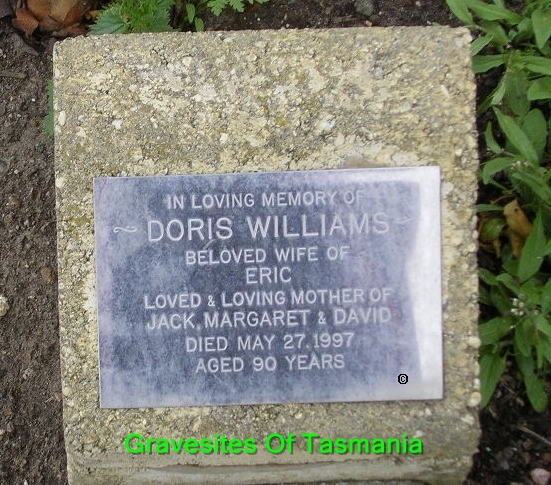 IN LOVING MEMORY OF
~ DORIS WILLIAMS ~
BELOVED WIFE OF
ERIC
LOVED & LOVING MOTHER OF
JACK, MARGARET & DAVID
DIED MAY 27. 1997
AGED 90 YEARS
©
Gravesites Of Tasmania